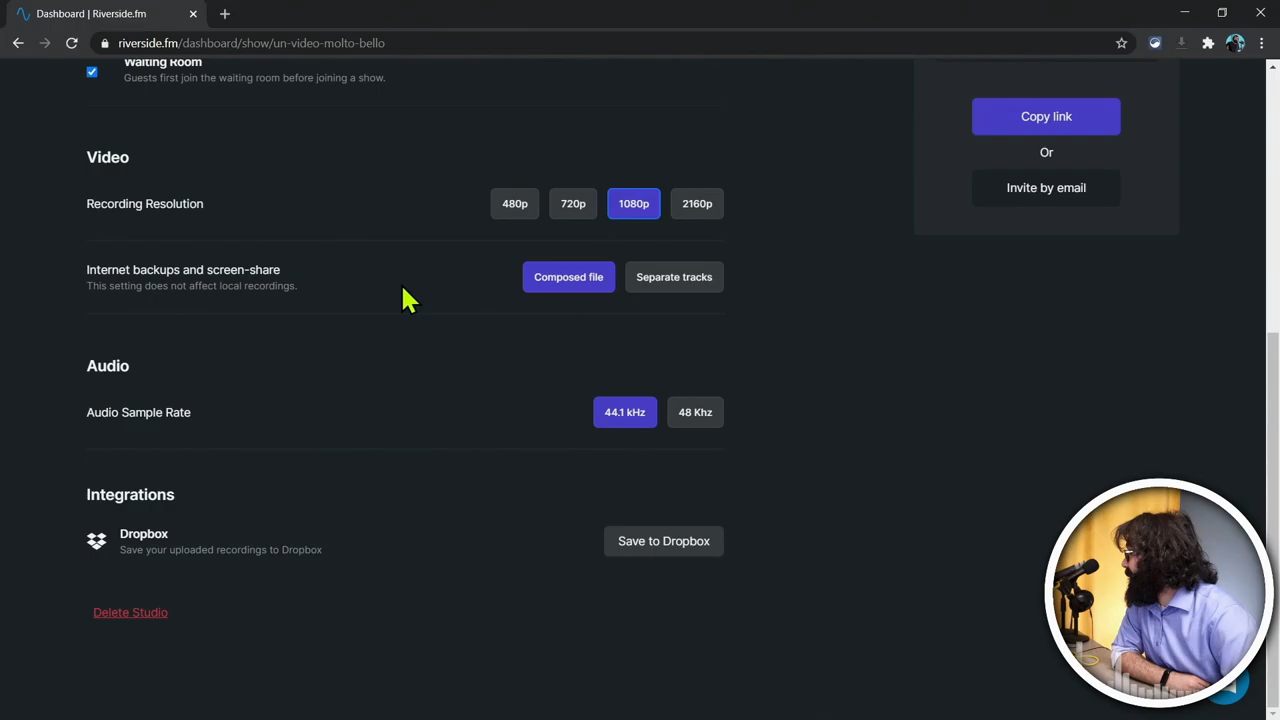 Dashboard | Riverside.fm
riverside.fm/dashboard/show/un-video-molto-bello
Waiting Room
Guests first join the waiting room before joining a show.
Copy link
Or
Invite by email
Video
Recording Resolution
480p
720p
1080p
2160p
Internet backups and screen-share
This setting does not affect local recordings.
Composed file
Separate tracks
Audio
Audio Sample Rate
44.1 kHz
48 Khz
Integrations
Dropbox
Save your uploaded recordings to Dropbox
Save to Dropbox
Delete Studio